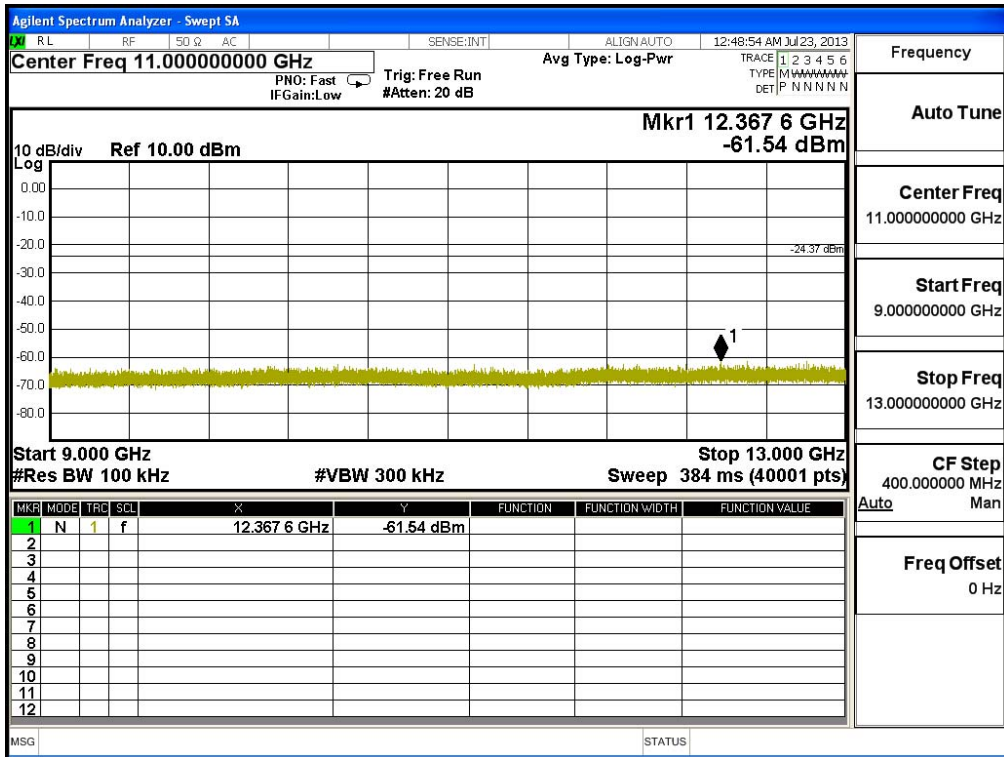 Agilent Spectrum Analyzer - Swept SA
LXI RL RF 50 Ω AC SENSE:INT ALIGN AUTO 12:48:54 AM Jul 23, 2013
Center Freq 11.000000000 GHz
PNO: Fast
IFGain:Low
Trig: Free Run
#Atten: 20 dB
Avg Type: Log-Pwr
TRACE 1 2 3 4 5 6
TYPE M W W W W W
DET P N N N N N
Mkr1 12.367 6 GHz
-61.54 dBm
10 dB/div Ref 10.00 dBm
Log
0.00
-10.0
-20.0
-24.37 dBm
-30.0
-40.0
-50.0
1
-60.0
-70.0
-80.0
Start 9.000 GHz Stop 13.000 GHz
#Res BW 100 kHz #VBW 300 kHz Sweep 384 ms (40001 pts)
MKR MODE TRC SCL X Y FUNCTION FUNCTION WIDTH FUNCTION VALUE
1 N 1 f 12.367 6 GHz -61.54 dBm
2
3
4
5
6
7
8
9
10
11
12
MSG STATUS
Frequency
Auto Tune
Center Freq
11.000000000 GHz
Start Freq
9.000000000 GHz
Stop Freq
13.000000000 GHz
CF Step
400.000000 MHz
Auto Man
Freq Offset
0 Hz